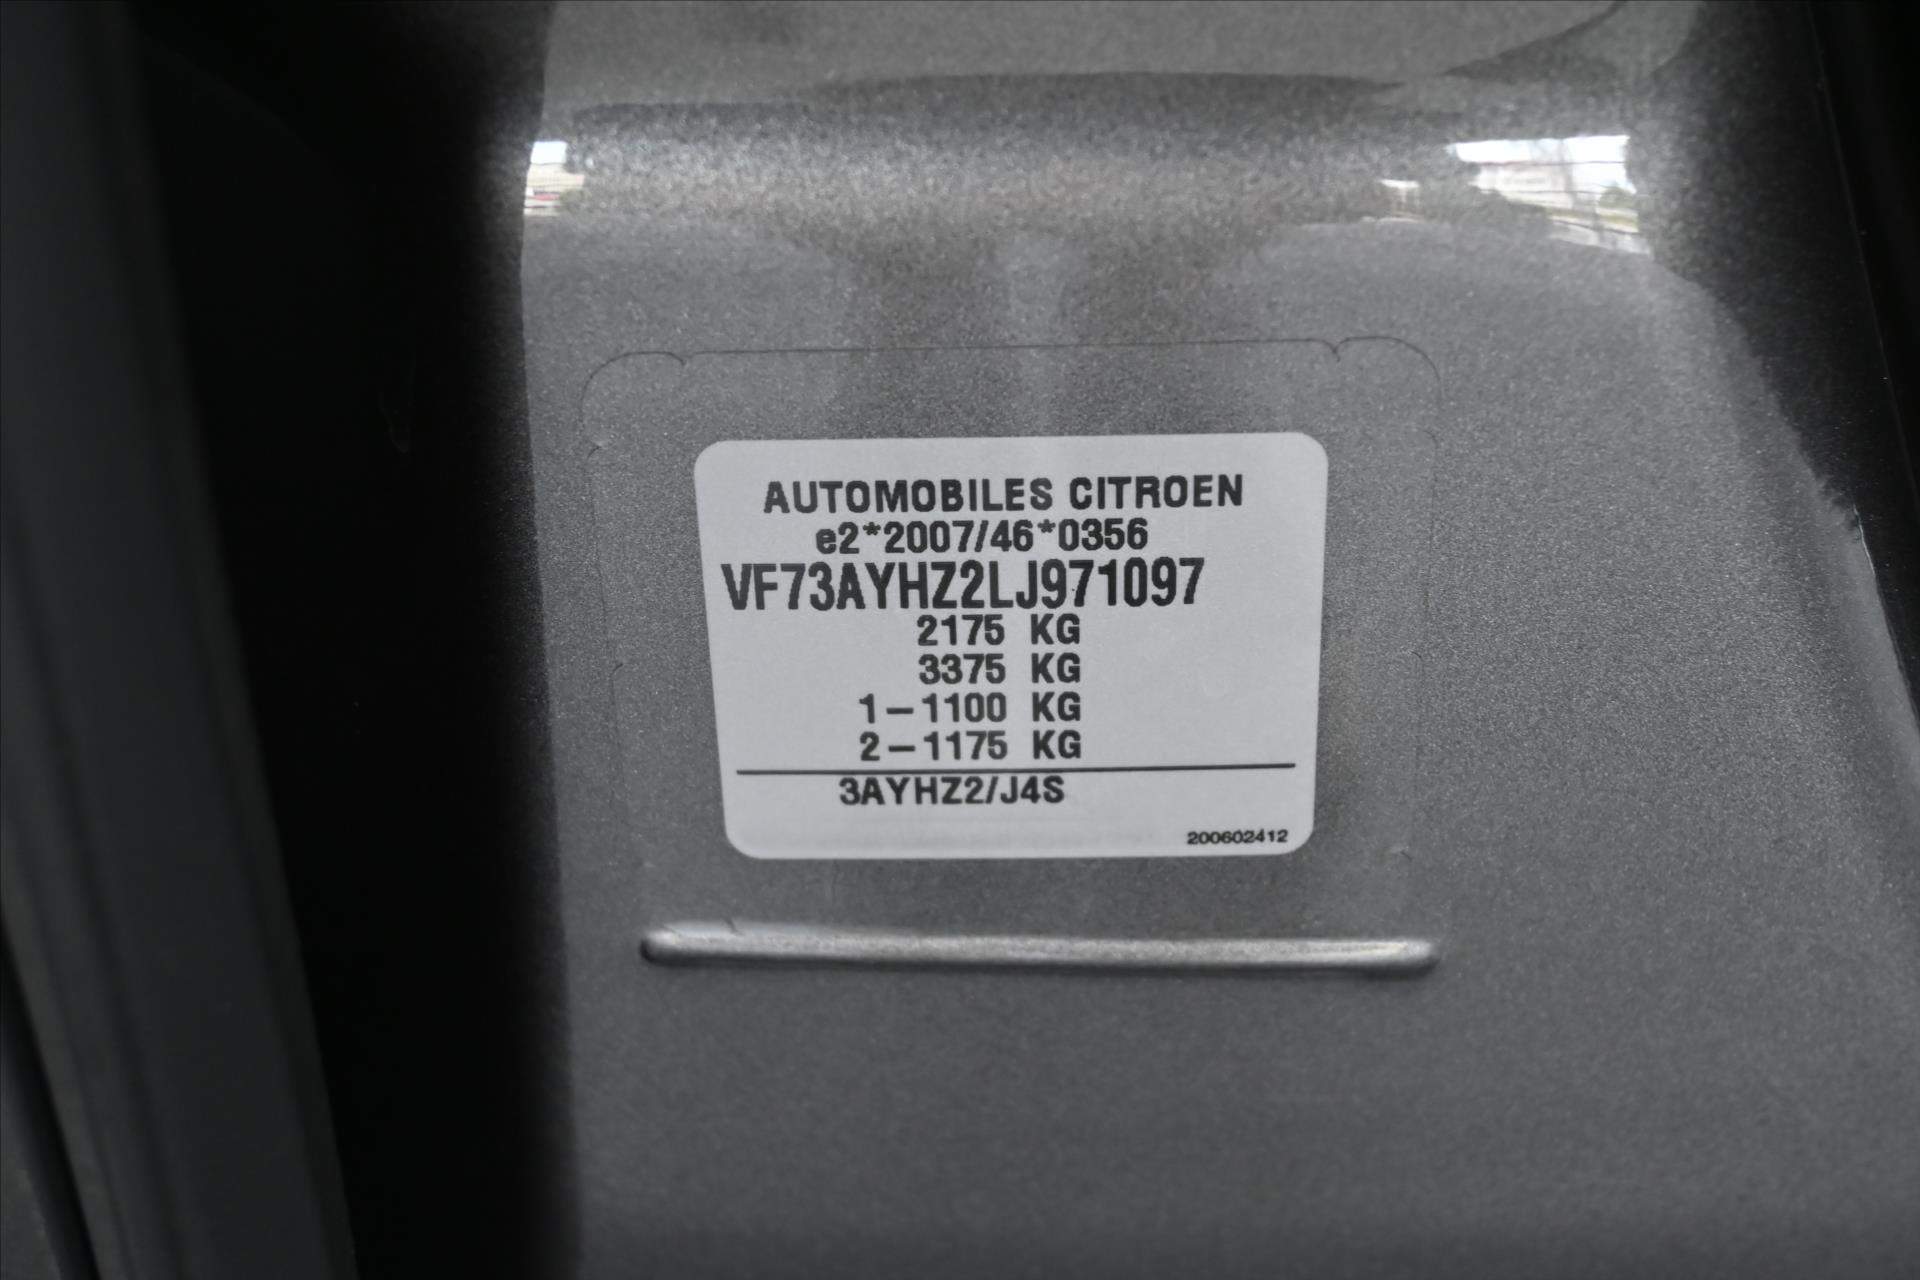 AUTOMOBILES CITROEN
e2*2007/46*0356
VF73AYHZ2LJ971097
2175 KG
3375 KG
1-1100 KG
2-1175 KG
3AYHZ2/J4S
200602412